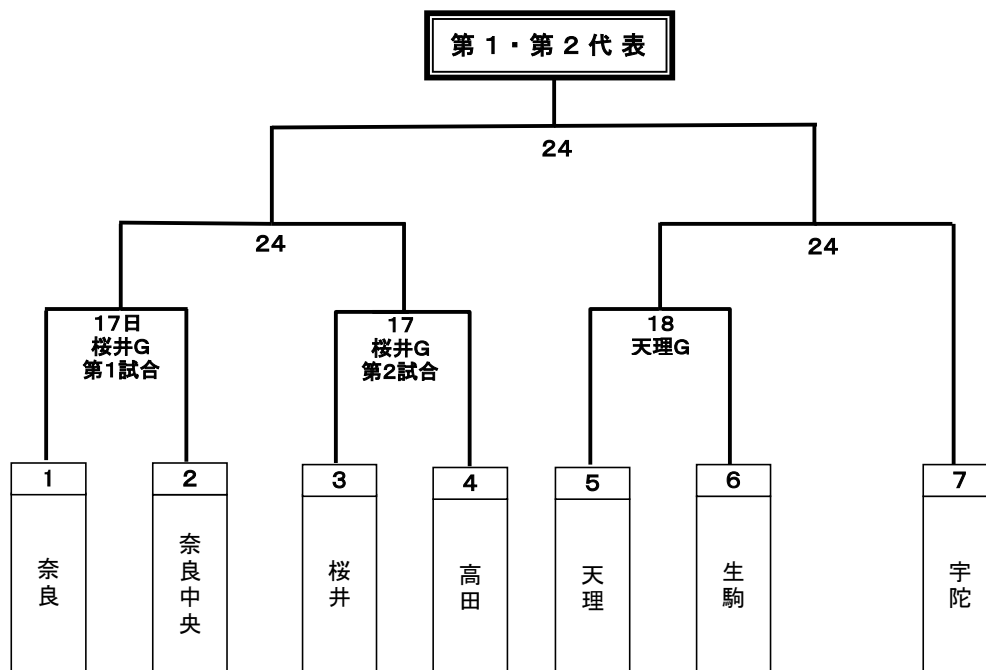 第1・第2代表
24
24
24
17日
桜井G
第1試合
17
桜井G
第2試合
18
天理G
1
2
3
4
5
6
7
奈良
奈良中央
桜井
高田
天理
生駒
宇陀